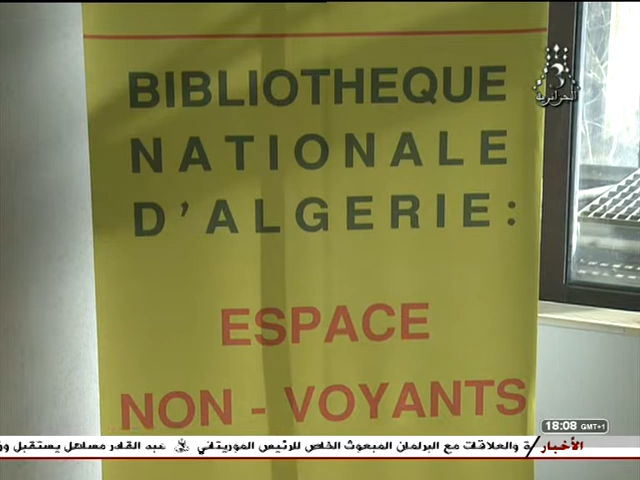 BIBLIOTHEQUE
NATIONALE
D'ALGERIE:
ESPACE
NON - VOYANTS
18:08 GMT+1
الأخبار/ة والعلاقات مع البرلمان المبعوث الخاص للرئيس الموريتاني عبد القادر مساهل يستقبل